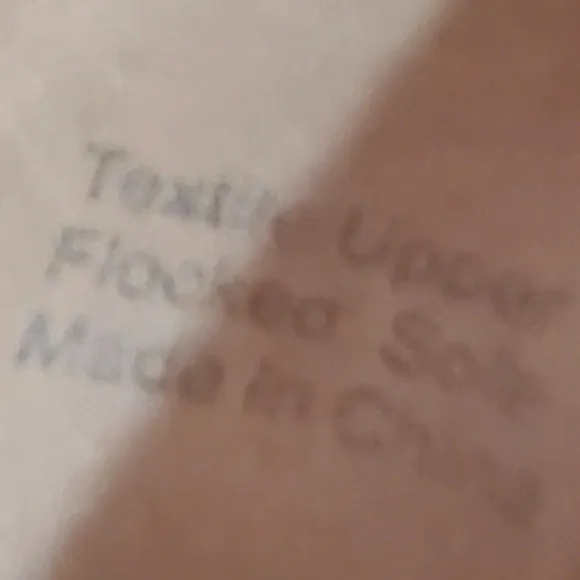 Textile Upper
Flocked Sole
Made in China